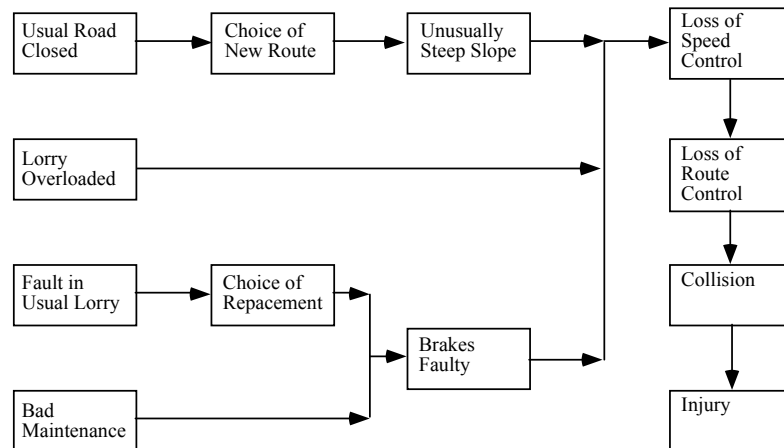 Usual Road
Closed
Choice of
New Route
Unusually
Steep Slope
Loss of
Speed
Control
Lorry
Overloaded
Loss of
Route
Control
Fault in
Usual Lorry
Choice of
Repacement
Collision
Brakes
Faulty
Bad
Maintenance
Injury